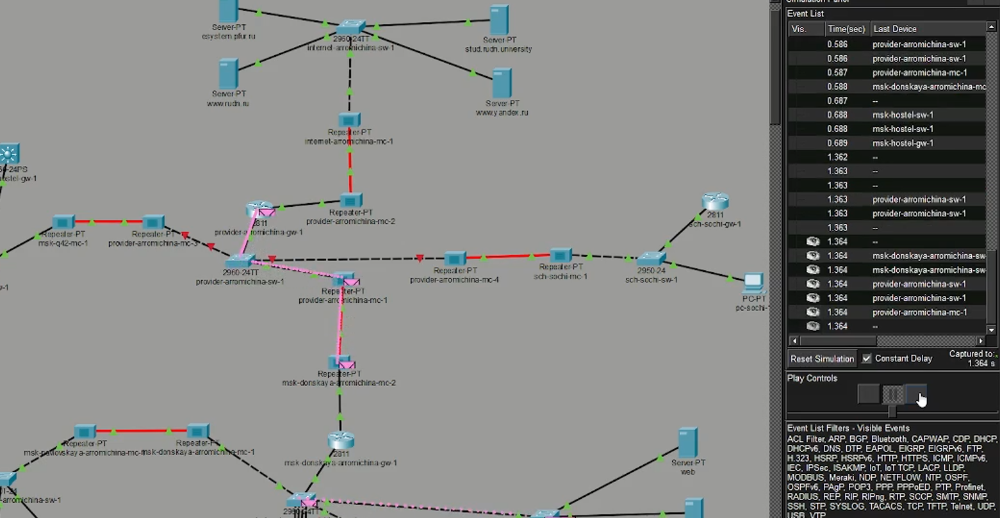 Server-PT
esystem.pfur.ru
2960-24TT
internet-arromichina-sw-1
Server-PT
stud.rudn.university
Server-PT
www.rudn.ru
Server-PT
www.yandex.ru
Repeater-PT
internet-arromichina-mc-1
24PS
ostel-gw-1
2811
provider-arromichina-gw-1
Repeater-PT
provider-arromichina-mc-2
2811
sch-sochi-gw-1
Repeater-PT
msk-q42-mc-1
Repeater-PT
provider-arromichina-mc-3
2960-24TT
provider-arromichina-sw-1
Repeater-PT
provider-arromichina-mc-4
Repeater-PT
sch-sochi-mc-1
2950-24
sch-sochi-sw-1
PC-PT
pc-sochi-
v-1
Repeater-PT
provider-arromichina-mc-1
Repeater-PT
msk-donskaya-arromichina-mc-2
2811
msk-donskaya-arromichina-gw-1
Repeater-PT
Repeater-PT
msk-donskaya-arromichina-mc-1
-arromichina-sw-1
2960-24TT
Server-PT
web
Event List
Vis. Time(sec) Last Device
0.586 provider-arromichina-sw-1
0.586 provider-arromichina-sw-1
0.587 provider-arromichina-mc-1
0.588 msk-donskaya-arromichina-mc
0.687 --
0.688 msk-hostel-sw-1
0.688 msk-hostel-sw-1
0.689 msk-hostel-gw-1
1.362 --
1.363 --
1.363 --
1.363 provider-arromichina-sw-1
1.363 provider-arromichina-sw-1
1.363 --
1.364 --
1.364 msk-donskaya-arromichina-sw
1.364 msk-donskaya-arromichina-sw
1.364 provider-arromichina-sw-1
1.364 provider-arromichina-sw-1
1.364 provider-arromichina-mc-1
1.364 --
Reset Simulation Constant Delay Captured to:
1.364 s
Play Controls
Event List Filters - Visible Events
ACL Filter, ARP, BGP, Bluetooth, CAPWAP, CDP, DHCP,
DHCPv6, DNS, DTP, EAPOL, EIGRP, EIGRPv6, FTP,
H.323, HSRP, HSRPv6, HTTP, HTTPS, ICMP, ICMPv6,
IEC, IPSec, ISAKMP, IoT, IoT TCP, LACP, LLDP,
MODBUS, Meraki, NDP, NETFLOW, NTP, OSPF,
OSPFv6, PAgP, POP3, PPP, PPPoED, PTP, Profinet,
RADIUS, REP, RIP, RIPng, RTP, SCCP, SMTP, SNMP,
SSH, STP, SYSLOG, TACACS, TCP, TFTP, Telnet, UDP,
USB, VTP